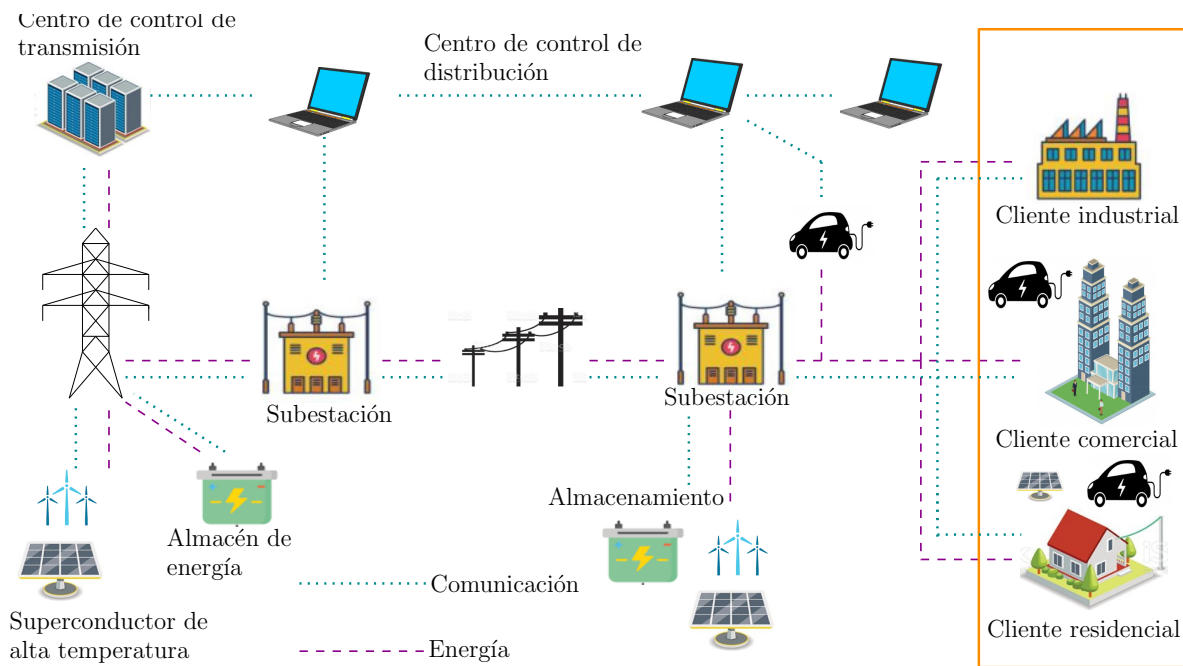 Centro de control de
transmisión
Centro de control de
distribución
Cliente industrial
Subestación
Subestación
Cliente comercial
Almacén de
energía
Almacenamiento
Comunicación
Superconductor de
alta temperatura
Energía
Cliente residencial